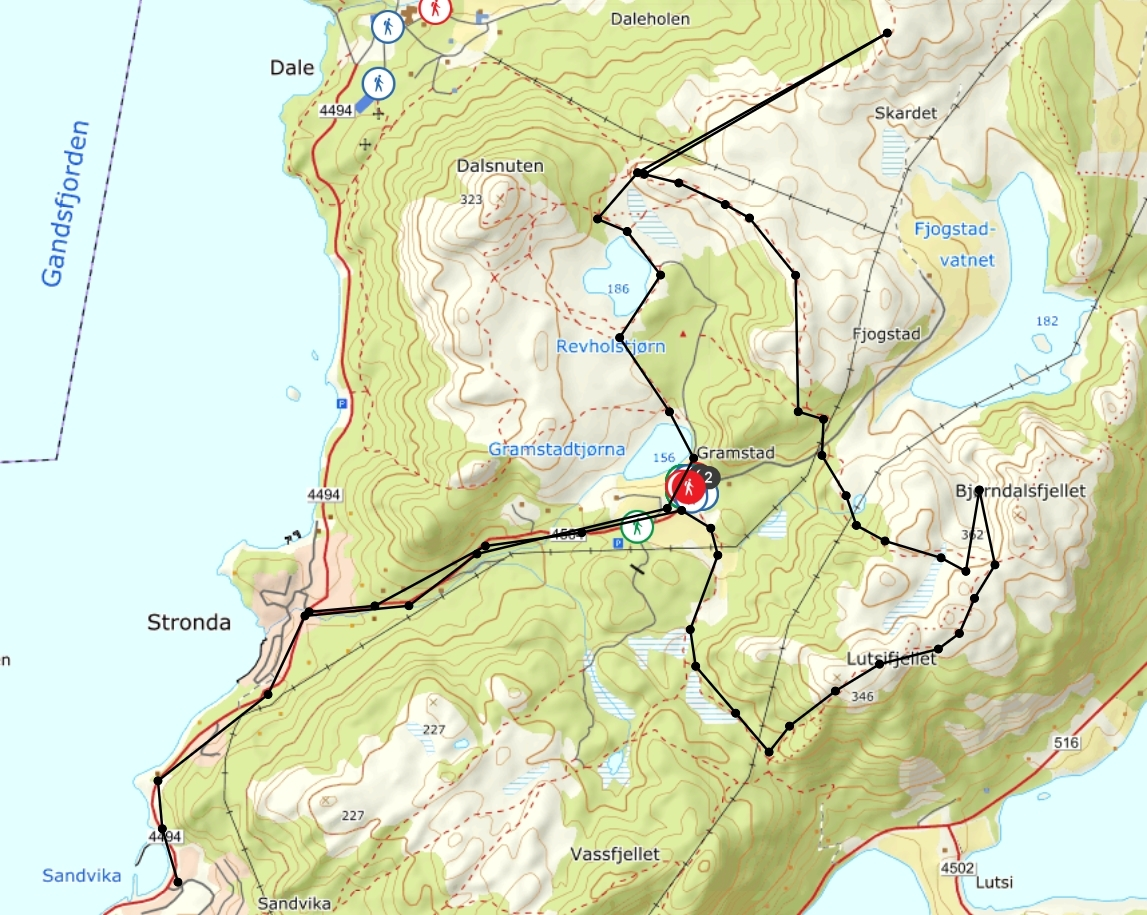 Daleholen
Dale
4494
Skardet
Gandsfjorden
Dalsnuten
323
Fjogstad-
vatnet
186
182
Revholstjørn
Fjogstad
Gramstadtjørna
156
Gramstad
2
4494
Bjørndalsfjellet
362
P
P
Stronda
en
Lutsifjellet
346
227
516
227
4494
Vassfjellet
4502
Sandvika
Lutsi
Sandvika